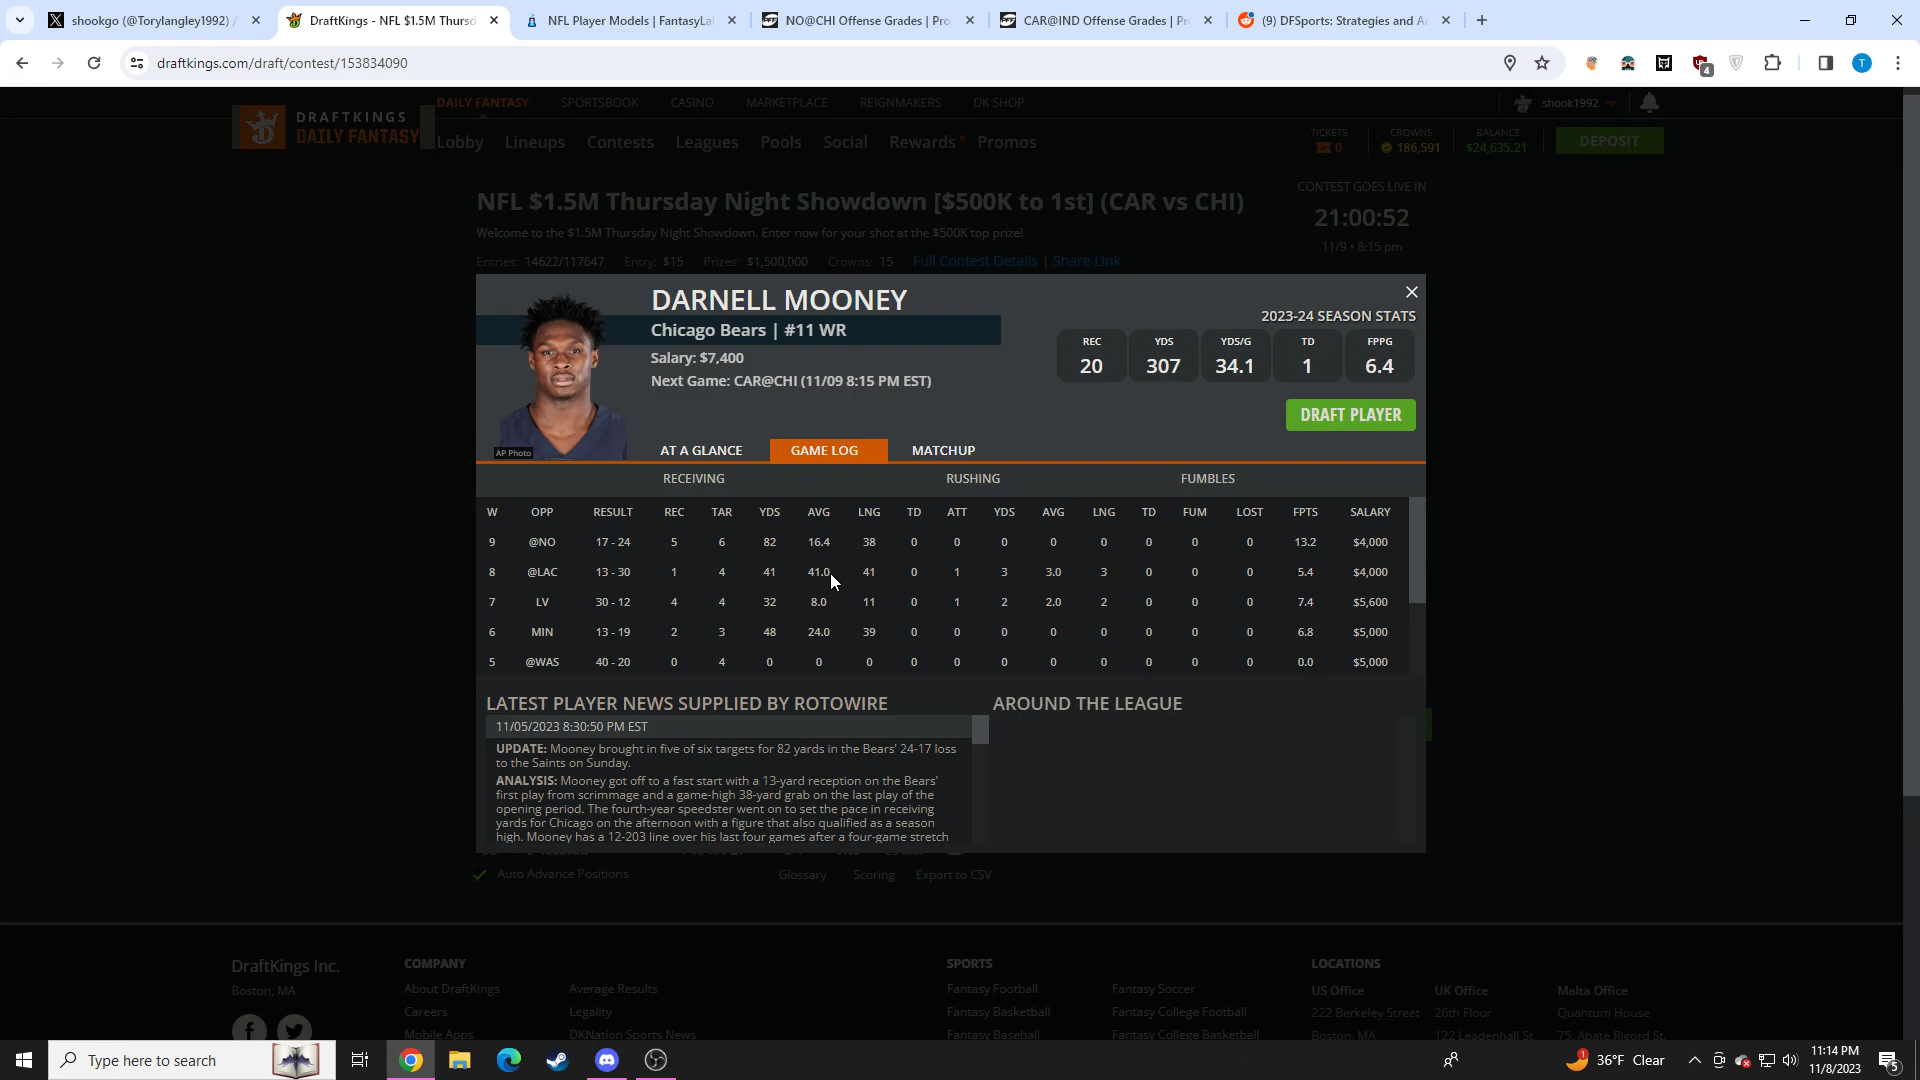 shookgo (@Torylangley1992) /
DraftKings - NFL $1.5M Thursd
NFL Player Models | FantasyLa
NO@CHI Offense Grades | Pro
CAR@IND Offense Grades | Pr
(9) DFSports: Strategies and Ad
draftkings.com/draft/contest/153834090
4
T
DRAFTKINGS
DAILY FANTASY
DAILY FANTASY SPORTSBOOK CASINO MARKETPLACE REIGNMAKERS DK SHOP
shook1992
Lobby Lineups Contests Leagues Pools Social Rewards Promos
TICKETS CROWNS BALANCE
0 186,591 $24,635.21
DEPOSIT
NFL $1.5M Thursday Night Showdown [$500K to 1st] (CAR vs CHI)
Welcome to the $1.5M Thursday Night Showdown. Enter now for your shot at the $500K top prize!
Entries: 14622/117647 Entry: $15 Prizes: $1,500,000 Crowns: 15 Full Contest Details | Share Link
CONTEST GOES LIVE IN
21:00:52
11/9 • 8:15 pm
DARNELL MOONEY
Chicago Bears | #11 WR
Salary: $7,400
Next Game: CAR@CHI (11/09 8:15 PM EST)
AP Photo
2023-24 SEASON STATS
REC YDS YDS/G TD FPPG
20 307 34.1 1 6.4
DRAFT PLAYER
AT A GLANCE GAME LOG MATCHUP
RECEIVING RUSHING FUMBLES
W OPP RESULT REC TAR YDS AVG LNG TD ATT YDS AVG LNG TD FUM LOST FPTS SALARY
9 @NO 17 - 24 5 6 82 16.4 38 0 0 0 0 0 0 0 0 13.2 $4,000
8 @LAC 13 - 30 1 4 41 41.0 41 0 1 3 3.0 3 0 0 0 5.4 $4,000
7 LV 30 - 12 4 4 32 8.0 11 0 1 2 2.0 2 0 0 0 7.4 $5,600
6 MIN 13 - 19 2 3 48 24.0 39 0 0 0 0 0 0 0 0 6.8 $5,000
5 @WAS 40 - 20 0 4 0 0 0 0 0 0 0 0 0 0 0 0.0 $5,000
LATEST PLAYER NEWS SUPPLIED BY ROTOWIRE
11/05/2023 8:30:50 PM EST
UPDATE: Mooney brought in five of six targets for 82 yards in the Bears' 24-17 loss
to the Saints on Sunday.
ANALYSIS: Mooney got off to a fast start with a 13-yard reception on the Bears'
first play from scrimmage and a game-high 38-yard grab on the last play of the
opening period. The fourth-year speedster went on to set the pace in receiving
yards for Chicago on the afternoon with a figure that also qualified as a season
high. Mooney has a 12-203 line over his last four games after a four-game stretch
AROUND THE LEAGUE
Auto Advance Positions
Glossary Scoring Export to CSV
DraftKings Inc.
Boston, MA
COMPANY
About DraftKings
Careers
Mobile Apps
Average Results
Legality
DKNation Sports News
SPORTS
Fantasy Football
Fantasy Basketball
Fantasy Baseball
Fantasy Soccer
Fantasy College Football
Fantasy College Basketball
LOCATIONS
US Office
222 Berkeley Street
Boston, MA
UK Office
26th Floor
122 Leadenhall St
Malta Office
Quantum House
75, Abate Rigord St.
Type here to search
36°F Clear
11:14 PM
11/8/2023
5